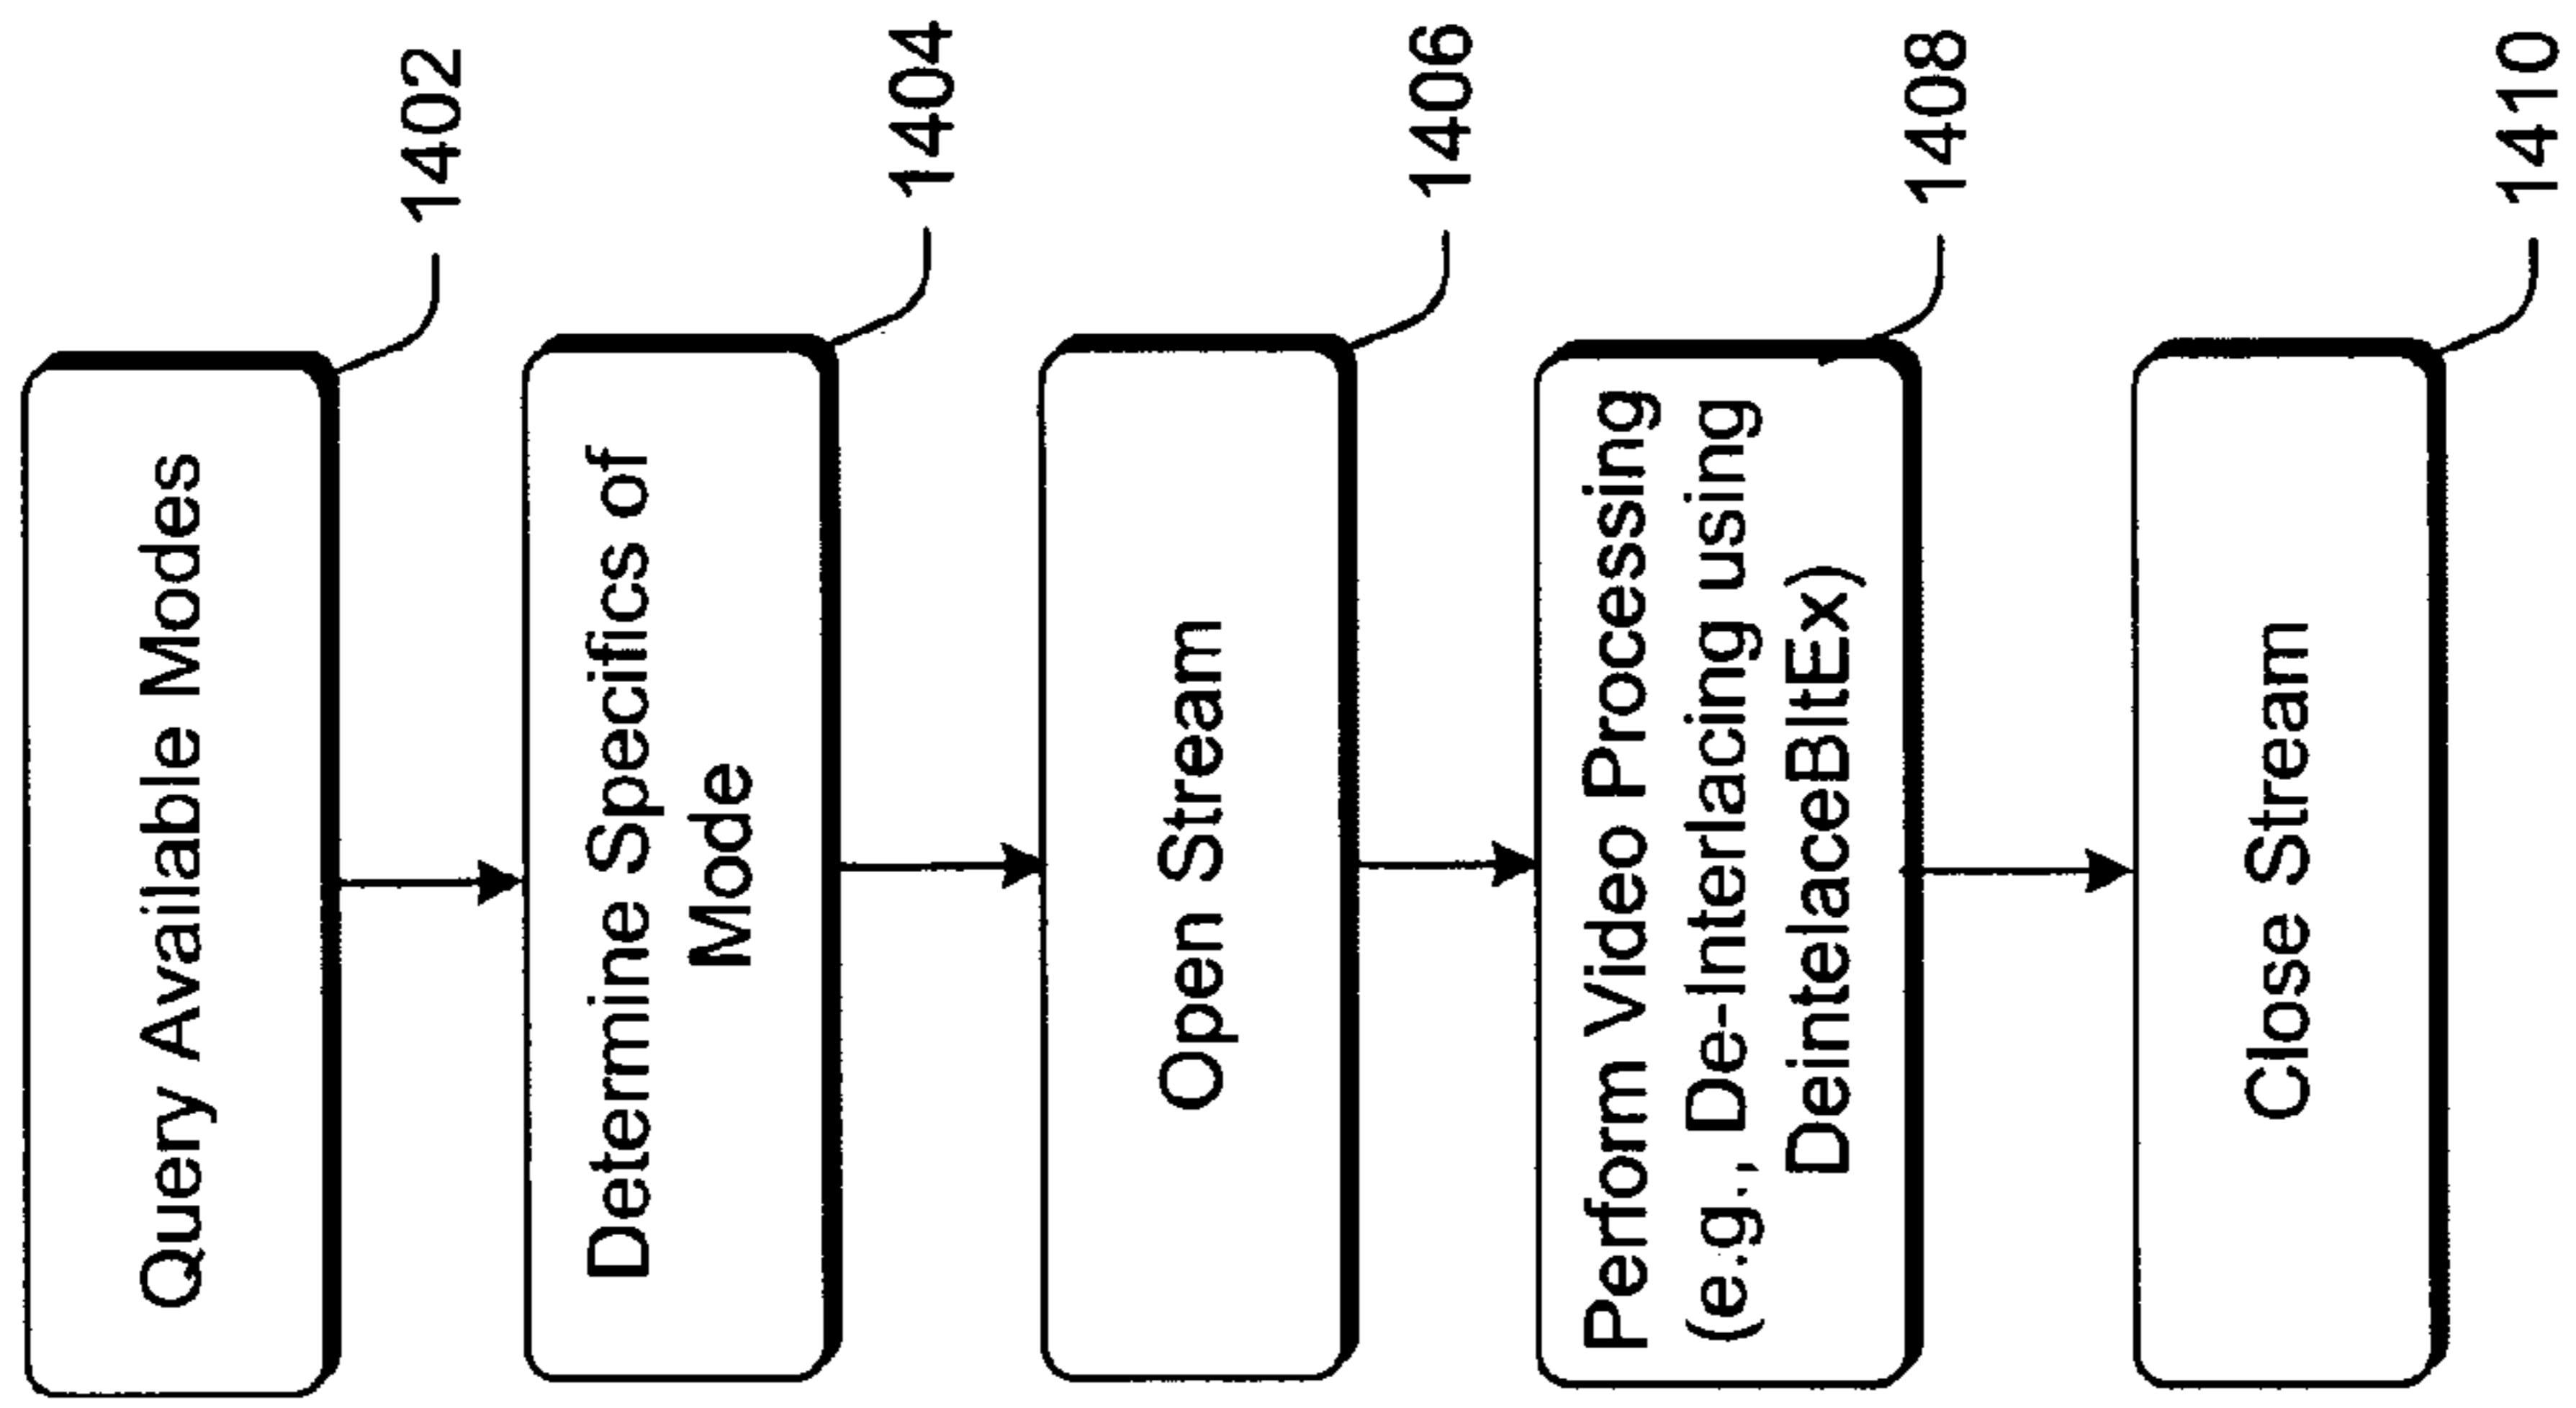 Query Available Modes
1402
Determine Specifics of
Mode
1404
Open Stream
1406
Perform Video Processing
(e.g., De-Interlacing using
DeintelaceBltEx)
1408
Close Stream
1410